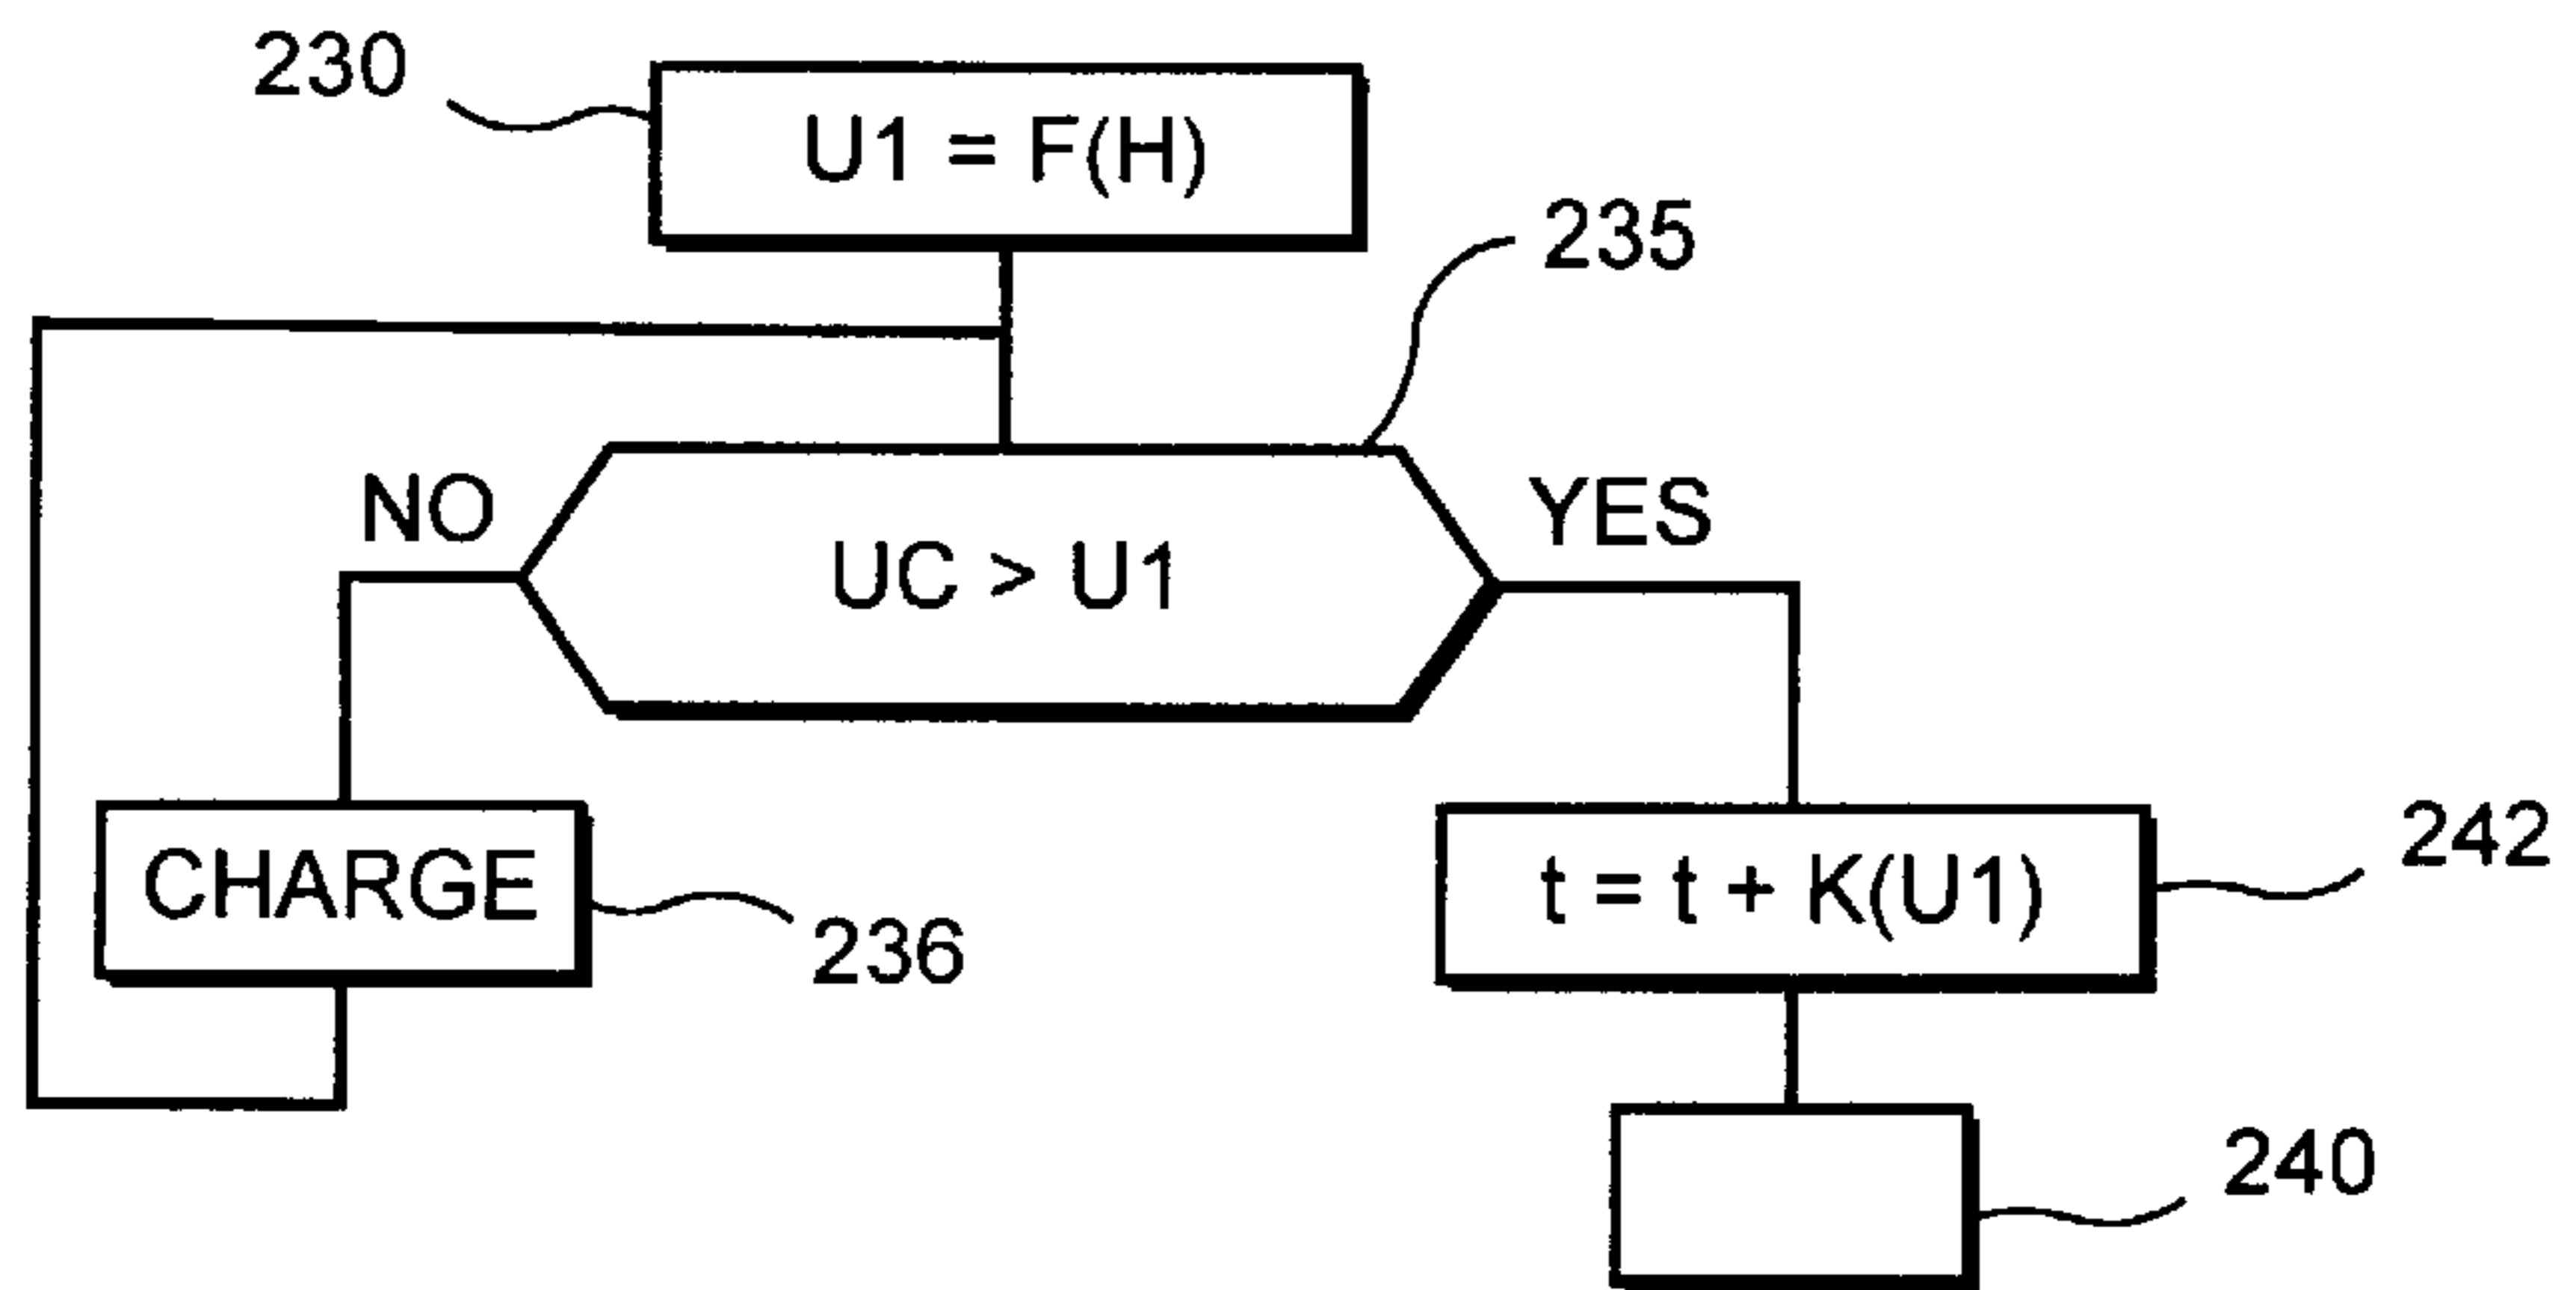 230
U1 = F(H)
235
NO
YES
UC > U1
CHARGE
236
t = t + K(U1)
242
240